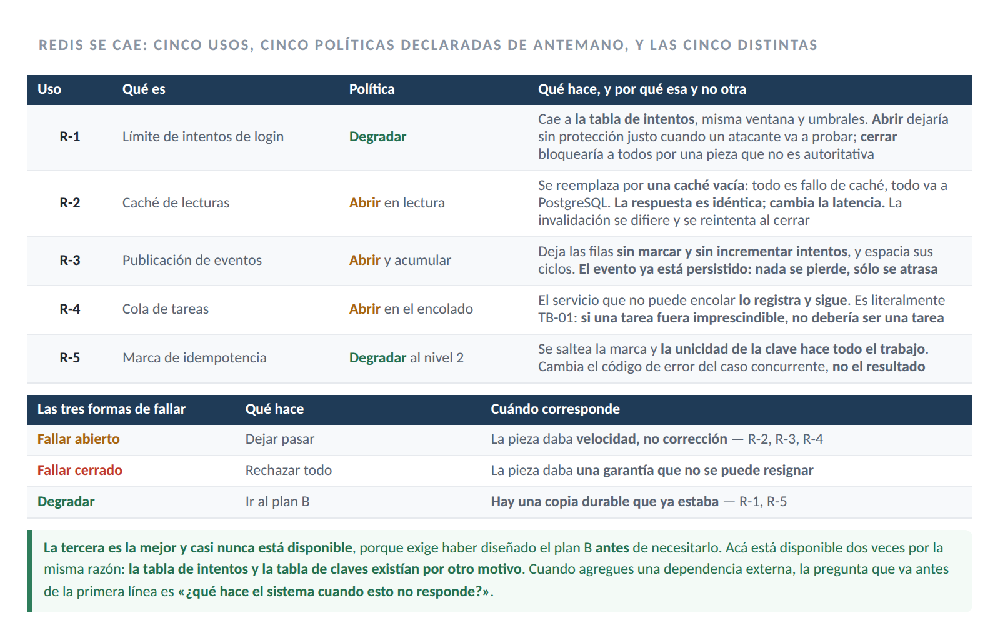 REDIS SE CAE: CINCO USOS, CINCO POLÍTICAS DECLARADAS DE ANTEMANO, Y LAS CINCO DISTINTAS
Uso Qué es Política Qué hace, y por qué esa y no otra
R-1 Límite de intentos de login Degradar Cae a la tabla de intentos, misma ventana y umbrales. Abrir dejaría
sin protección justo cuando un atacante va a probar; cerrar
bloquearía a todos por una pieza que no es autoritativa
R-2 Caché de lecturas Abrir en lectura Se reemplaza por una caché vacía: todo es fallo de caché, todo va a
PostgreSQL. La respuesta es idéntica; cambia la latencia. La
invalidación se difiere y se reintenta al cerrar
R-3 Publicación de eventos Abrir y acumular Deja las filas sin marcar y sin incrementar intentos, y espacia sus
ciclos. El evento ya está persistido: nada se pierde, sólo se atrasa
R-4 Cola de tareas Abrir en el encolado El servicio que no puede encolar lo registra y sigue. Es literalmente
TB-01: si una tarea fuera imprescindible, no debería ser una tarea
R-5 Marca de idempotencia Degradar al nivel 2 Se saltea la marca y la unicidad de la clave hace todo el trabajo.
Cambia el código de error del caso concurrente, no el resultado
Las tres formas de fallar Qué hace Cuándo corresponde
Fallar abierto Dejar pasar La pieza daba velocidad, no corrección — R-2, R-3, R-4
Fallar cerrado Rechazar todo La pieza daba una garantía que no se puede resignar
Degradar Ir al plan B Hay una copia durable que ya estaba — R-1, R-5
La tercera es la mejor y casi nunca está disponible, porque exige haber diseñado el plan B antes de necesitarlo. Acá está disponible dos veces por la
misma razón: la tabla de intentos y la tabla de claves existían por otro motivo. Cuando agregues una dependencia externa, la pregunta que va antes
de la primera línea es «¿qué hace el sistema cuando esto no responde?».